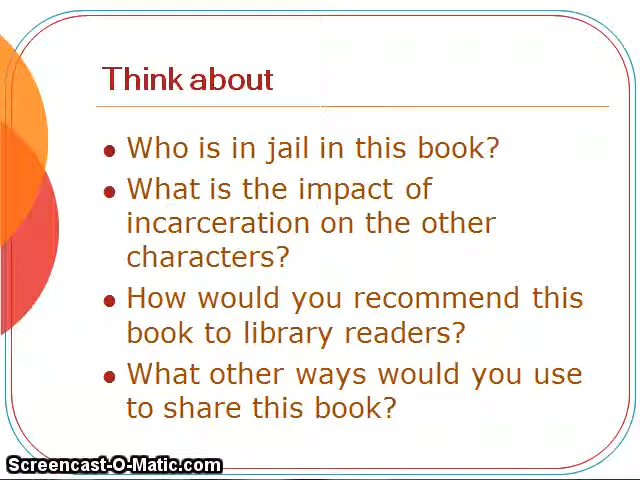 Think about
• Who is in jail in this book?
• What is the impact of
incarceration on the other
characters?
• How would you recommend this
book to library readers?
• What other ways would you use
to share this book?
Screencast-O-Matic.com